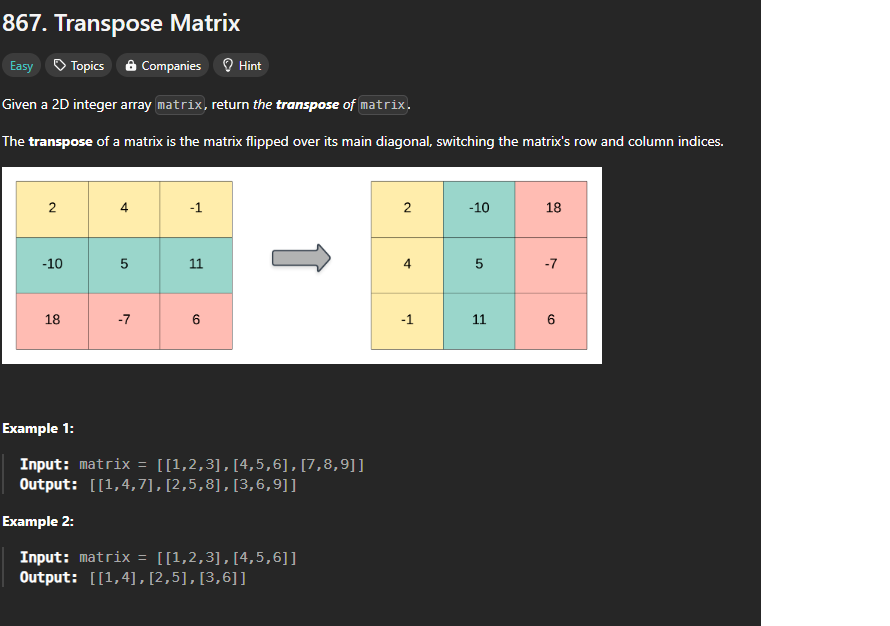 867. Transpose Matrix
Easy Topics Companies Hint
Given a 2D integer array matrix, return the transpose of matrix.
The transpose of a matrix is the matrix flipped over its main diagonal, switching the matrix's row and column indices.
2 4 -1 2 -10 18
-10 5 11 4 5 -7
18 -7 6 -1 11 6
Example 1:
Input: matrix = [[1,2,3],[4,5,6],[7,8,9]]
Output: [[1,4,7],[2,5,8],[3,6,9]]
Example 2:
Input: matrix = [[1,2,3],[4,5,6]]
Output: [[1,4],[2,5],[3,6]]